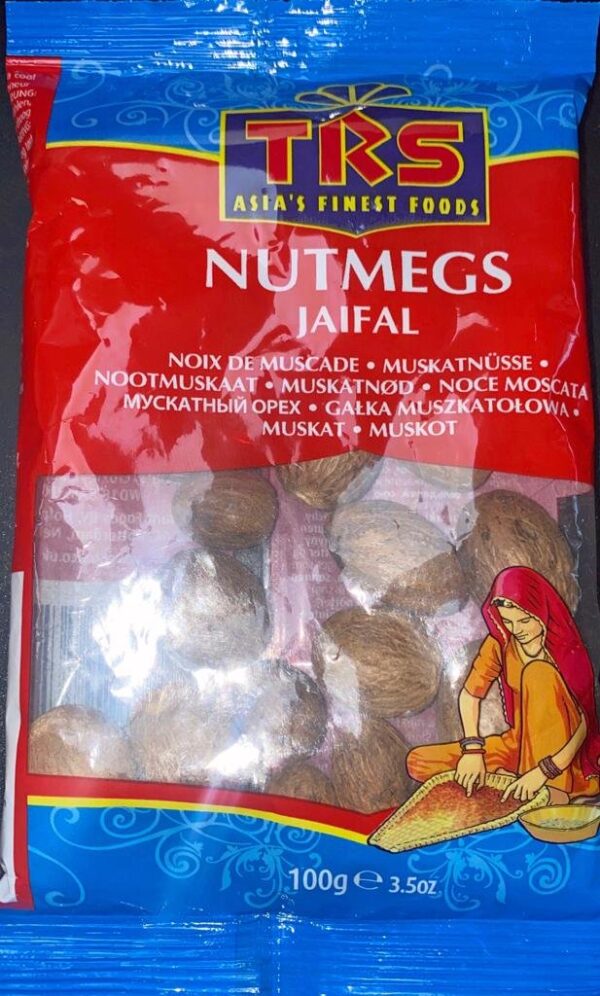 TRS
ASIA'S FINEST FOODS
NUTMEGS
JAIFAL
NOIX DE MUSCADE • MUSKATNÜSSE •
NOOTMUSKAAT • MUSKATNØD • NOCE MOSCATA
МУСКАТНЫЙ ОРЕХ • GAŁKA MUSZKATOŁOWA •
MUSKAT • MUSKOT
100g ℮ 3.5oz